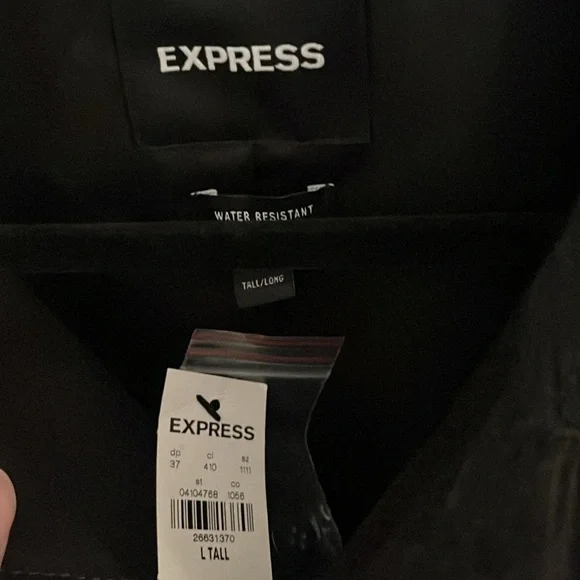 EXPRESS
WATER RESISTANT
TALL/LONG
EXPRESS
dp cl sz
37 410 1111
st co
04104768 1056
26631370
L TALL